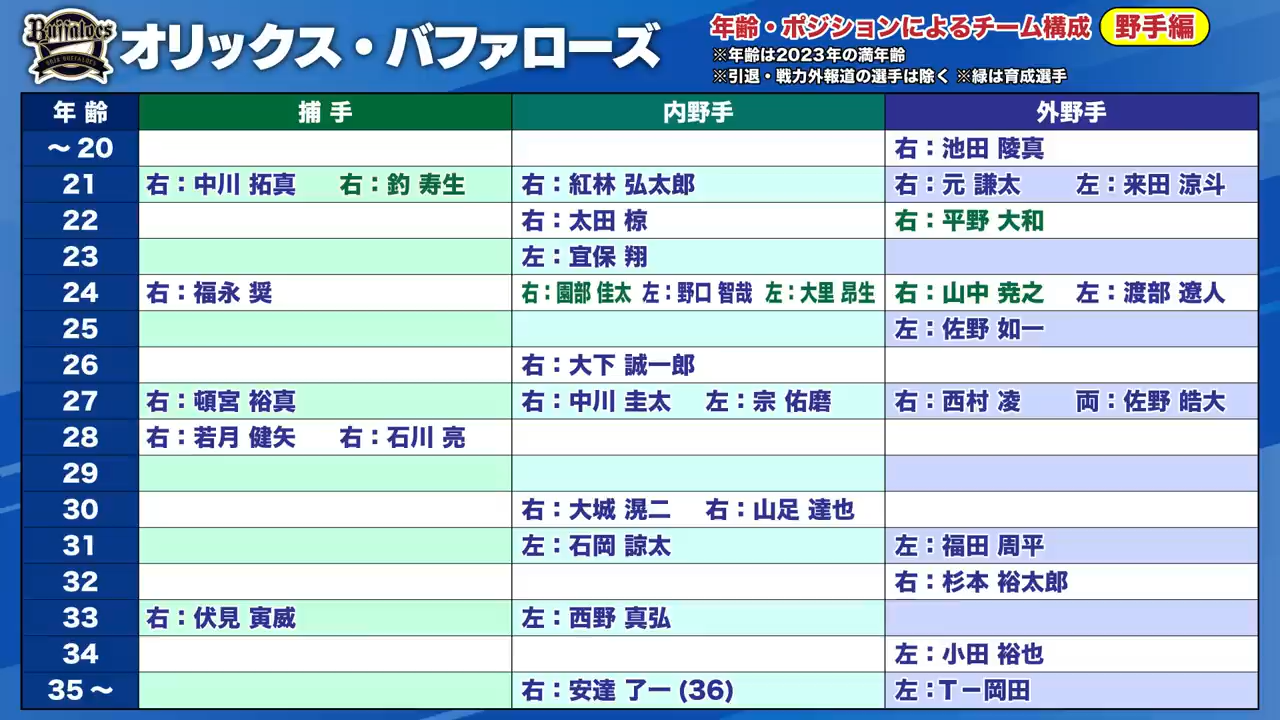 Buffaloes
ORIX BUFFALOES
オリックス・バファローズ
年齢・ポジションによるチーム構成 野手編
※年齢は2023年の満年齢
※引退・戦力外報道の選手は除く ※緑は育成選手
年齢 捕手 内野手 外野手
～20 右：池田 陵真
21 右：中川 拓真 右：釣 寿生 右：紅林 弘太郎 右：元 謙太 左：来田 涼斗
22 右：太田 椋 右：平野 大和
23 左：宜保 翔
24 右：福永 奨 右：園部 佳太 左：野口 智哉 左：大里 昂生 右：山中 尭之 左：渡部 遼人
25 左：佐野 如一
26 右：大下 誠一郎
27 右：頓宮 裕真 右：中川 圭太 左：宗 佑磨 右：西村 凌 両：佐野 皓大
28 右：若月 健矢 右：石川 亮
29
30 右：大城 滉二 右：山足 達也
31 左：石岡 諒太 左：福田 周平
32 右：杉本 裕太郎
33 右：伏見 寅威 左：西野 真弘
34 左：小田 裕也
35～ 右：安達 了一 (36) 左：T－岡田